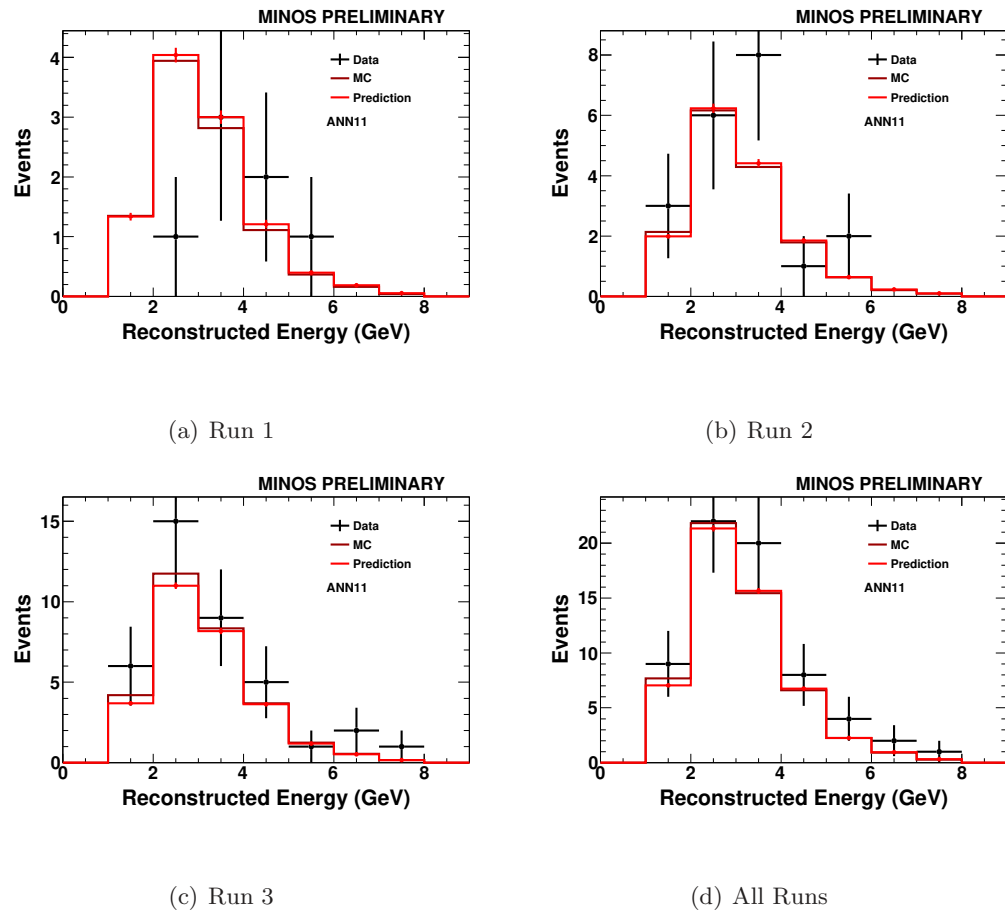 MINOS PRELIMINARY
4
3
2
1
0
Events
Data
MC
Prediction
ANN11
0 2 4 6 8
Reconstructed Energy (GeV)
(a) Run 1
MINOS PRELIMINARY
8
6
4
2
0
Events
Data
MC
Prediction
ANN11
0 2 4 6 8
Reconstructed Energy (GeV)
(b) Run 2
MINOS PRELIMINARY
15
10
5
0
Events
Data
MC
Prediction
ANN11
0 2 4 6 8
Reconstructed Energy (GeV)
(c) Run 3
MINOS PRELIMINARY
20
15
10
5
0
Events
Data
MC
Prediction
ANN11
0 2 4 6 8
Reconstructed Energy (GeV)
(d) All Runs